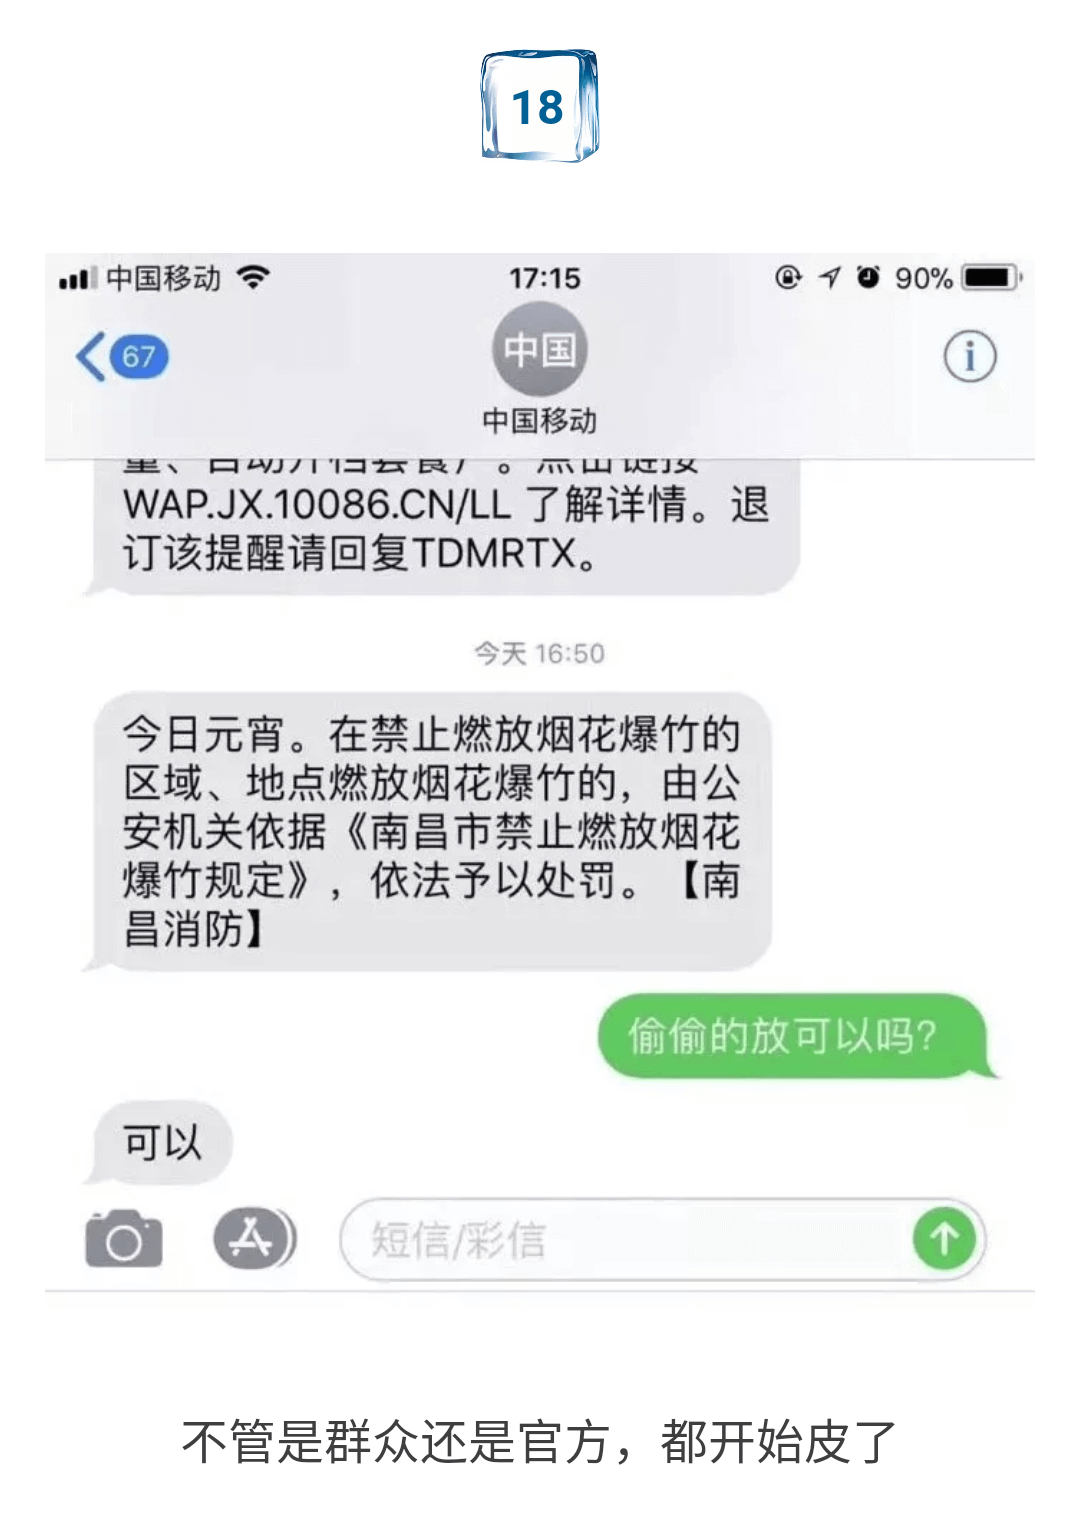 18
中国移动
17:15
90%
67
中国
中国移动
WAP.JX.10086.CN/LL 了解详情。退
订该提醒请回复TDMRTX。
今天 16:50
今日元宵。在禁止燃放烟花爆竹的
区域、地点燃放烟花爆竹的，由公
安机关依据《南昌市禁止燃放烟花
爆竹规定》，依法予以处罚。【南
昌消防】
偷偷的放可以吗？
可以
短信/彩信
不管是群众还是官方，都开始皮了